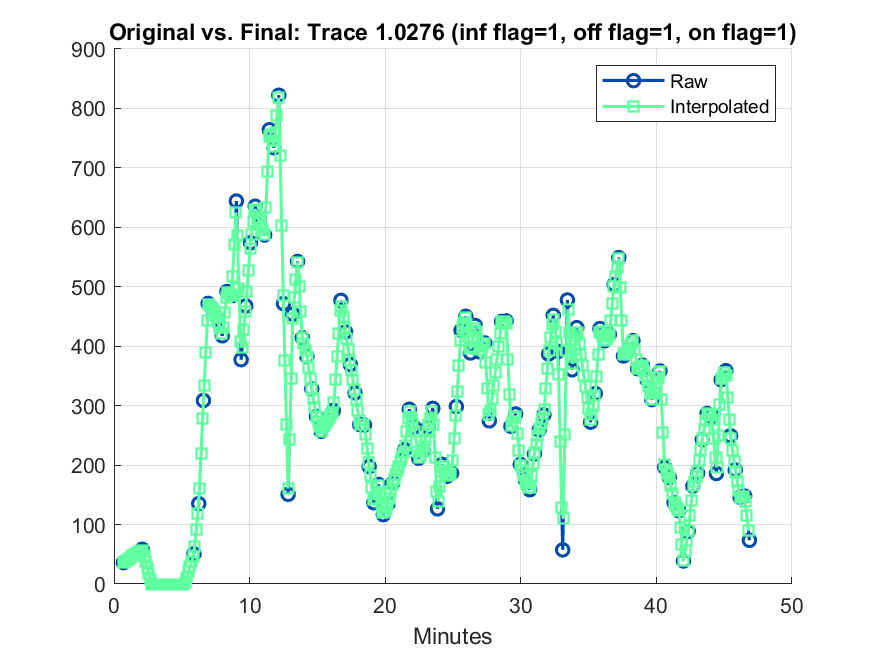 Original vs. Final: Trace 1.0276 (inf flag=1, off flag=1, on flag=1)
900
800
700
600
500
400
300
200
100
0
Raw
Interpolated
0 10 20 30 40 50
Minutes